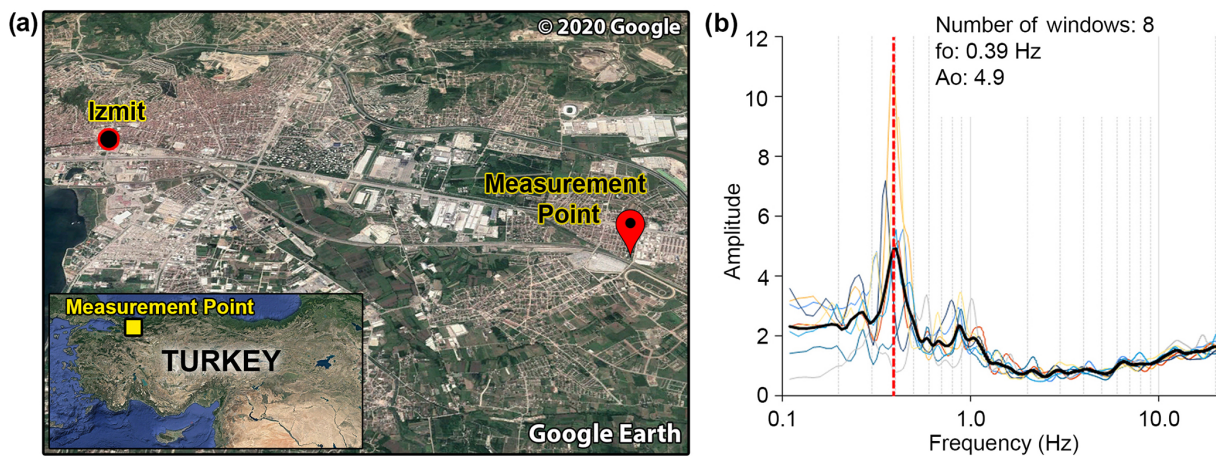 (a)
© 2020 Google
Izmit
Measurement
Point
Measurement Point
TURKEY
Google Earth
(b)
Number of windows: 8
fo: 0.39 Hz
Ao: 4.9
12
10
8
6
4
2
0
Amplitude
0.1
1.0
10.0
Frequency (Hz)